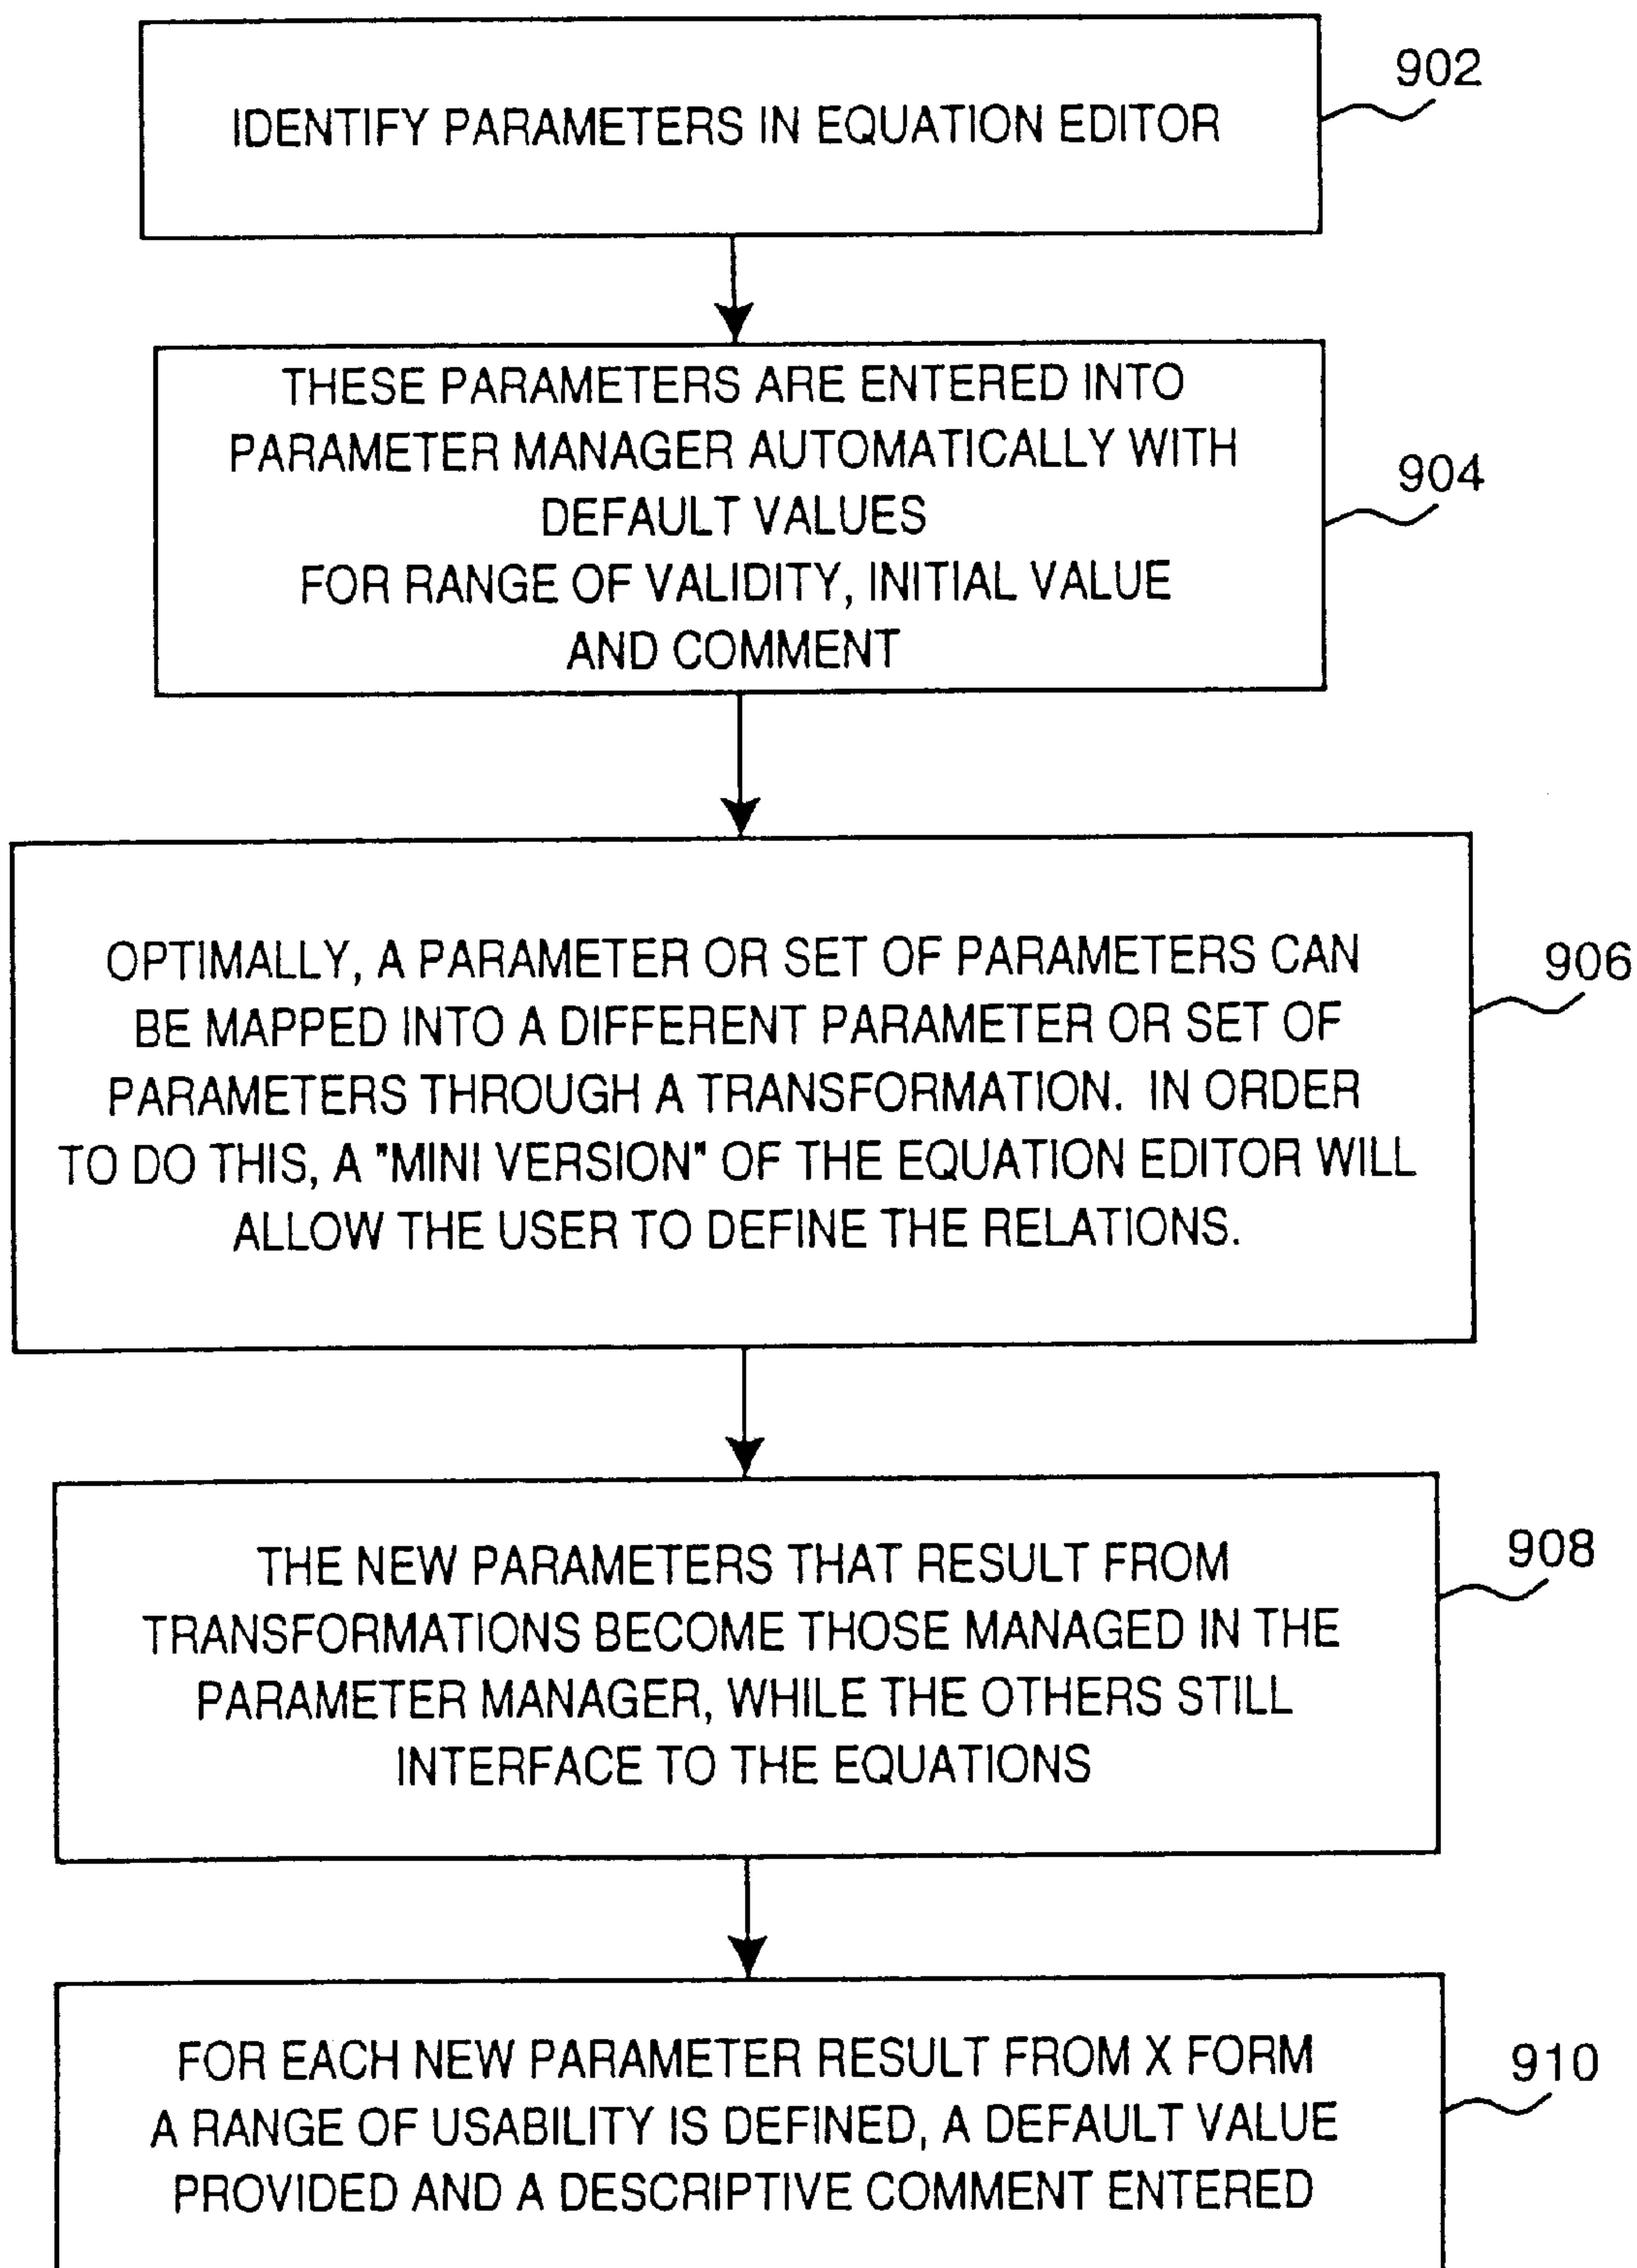 902
IDENTIFY PARAMETERS IN EQUATION EDITOR
THESE PARAMETERS ARE ENTERED INTO
PARAMETER MANAGER AUTOMATICALLY WITH
904
DEFAULT VALUES
FOR RANGE OF VALIDITY, INITIAL VALUE
AND COMMENT
OPTIMALLY, A PARAMETER OR SET OF PARAMETERS CAN
906
BE MAPPED INTO A DIFFERENT PARAMETER OR SET OF
PARAMETERS THROUGH A TRANSFORMATION. IN ORDER
TO DO THIS, A "MINI VERSION" OF THE EQUATION EDITOR WILL
ALLOW THE USER TO DEFINE THE RELATIONS.
908
THE NEW PARAMETERS THAT RESULT FROM
TRANSFORMATIONS BECOME THOSE MANAGED IN THE
PARAMETER MANAGER, WHILE THE OTHERS STILL
INTERFACE TO THE EQUATIONS
FOR EACH NEW PARAMETER RESULT FROM X FORM
910
A RANGE OF USABILITY IS DEFINED, A DEFAULT VALUE
PROVIDED AND A DESCRIPTIVE COMMENT ENTERED